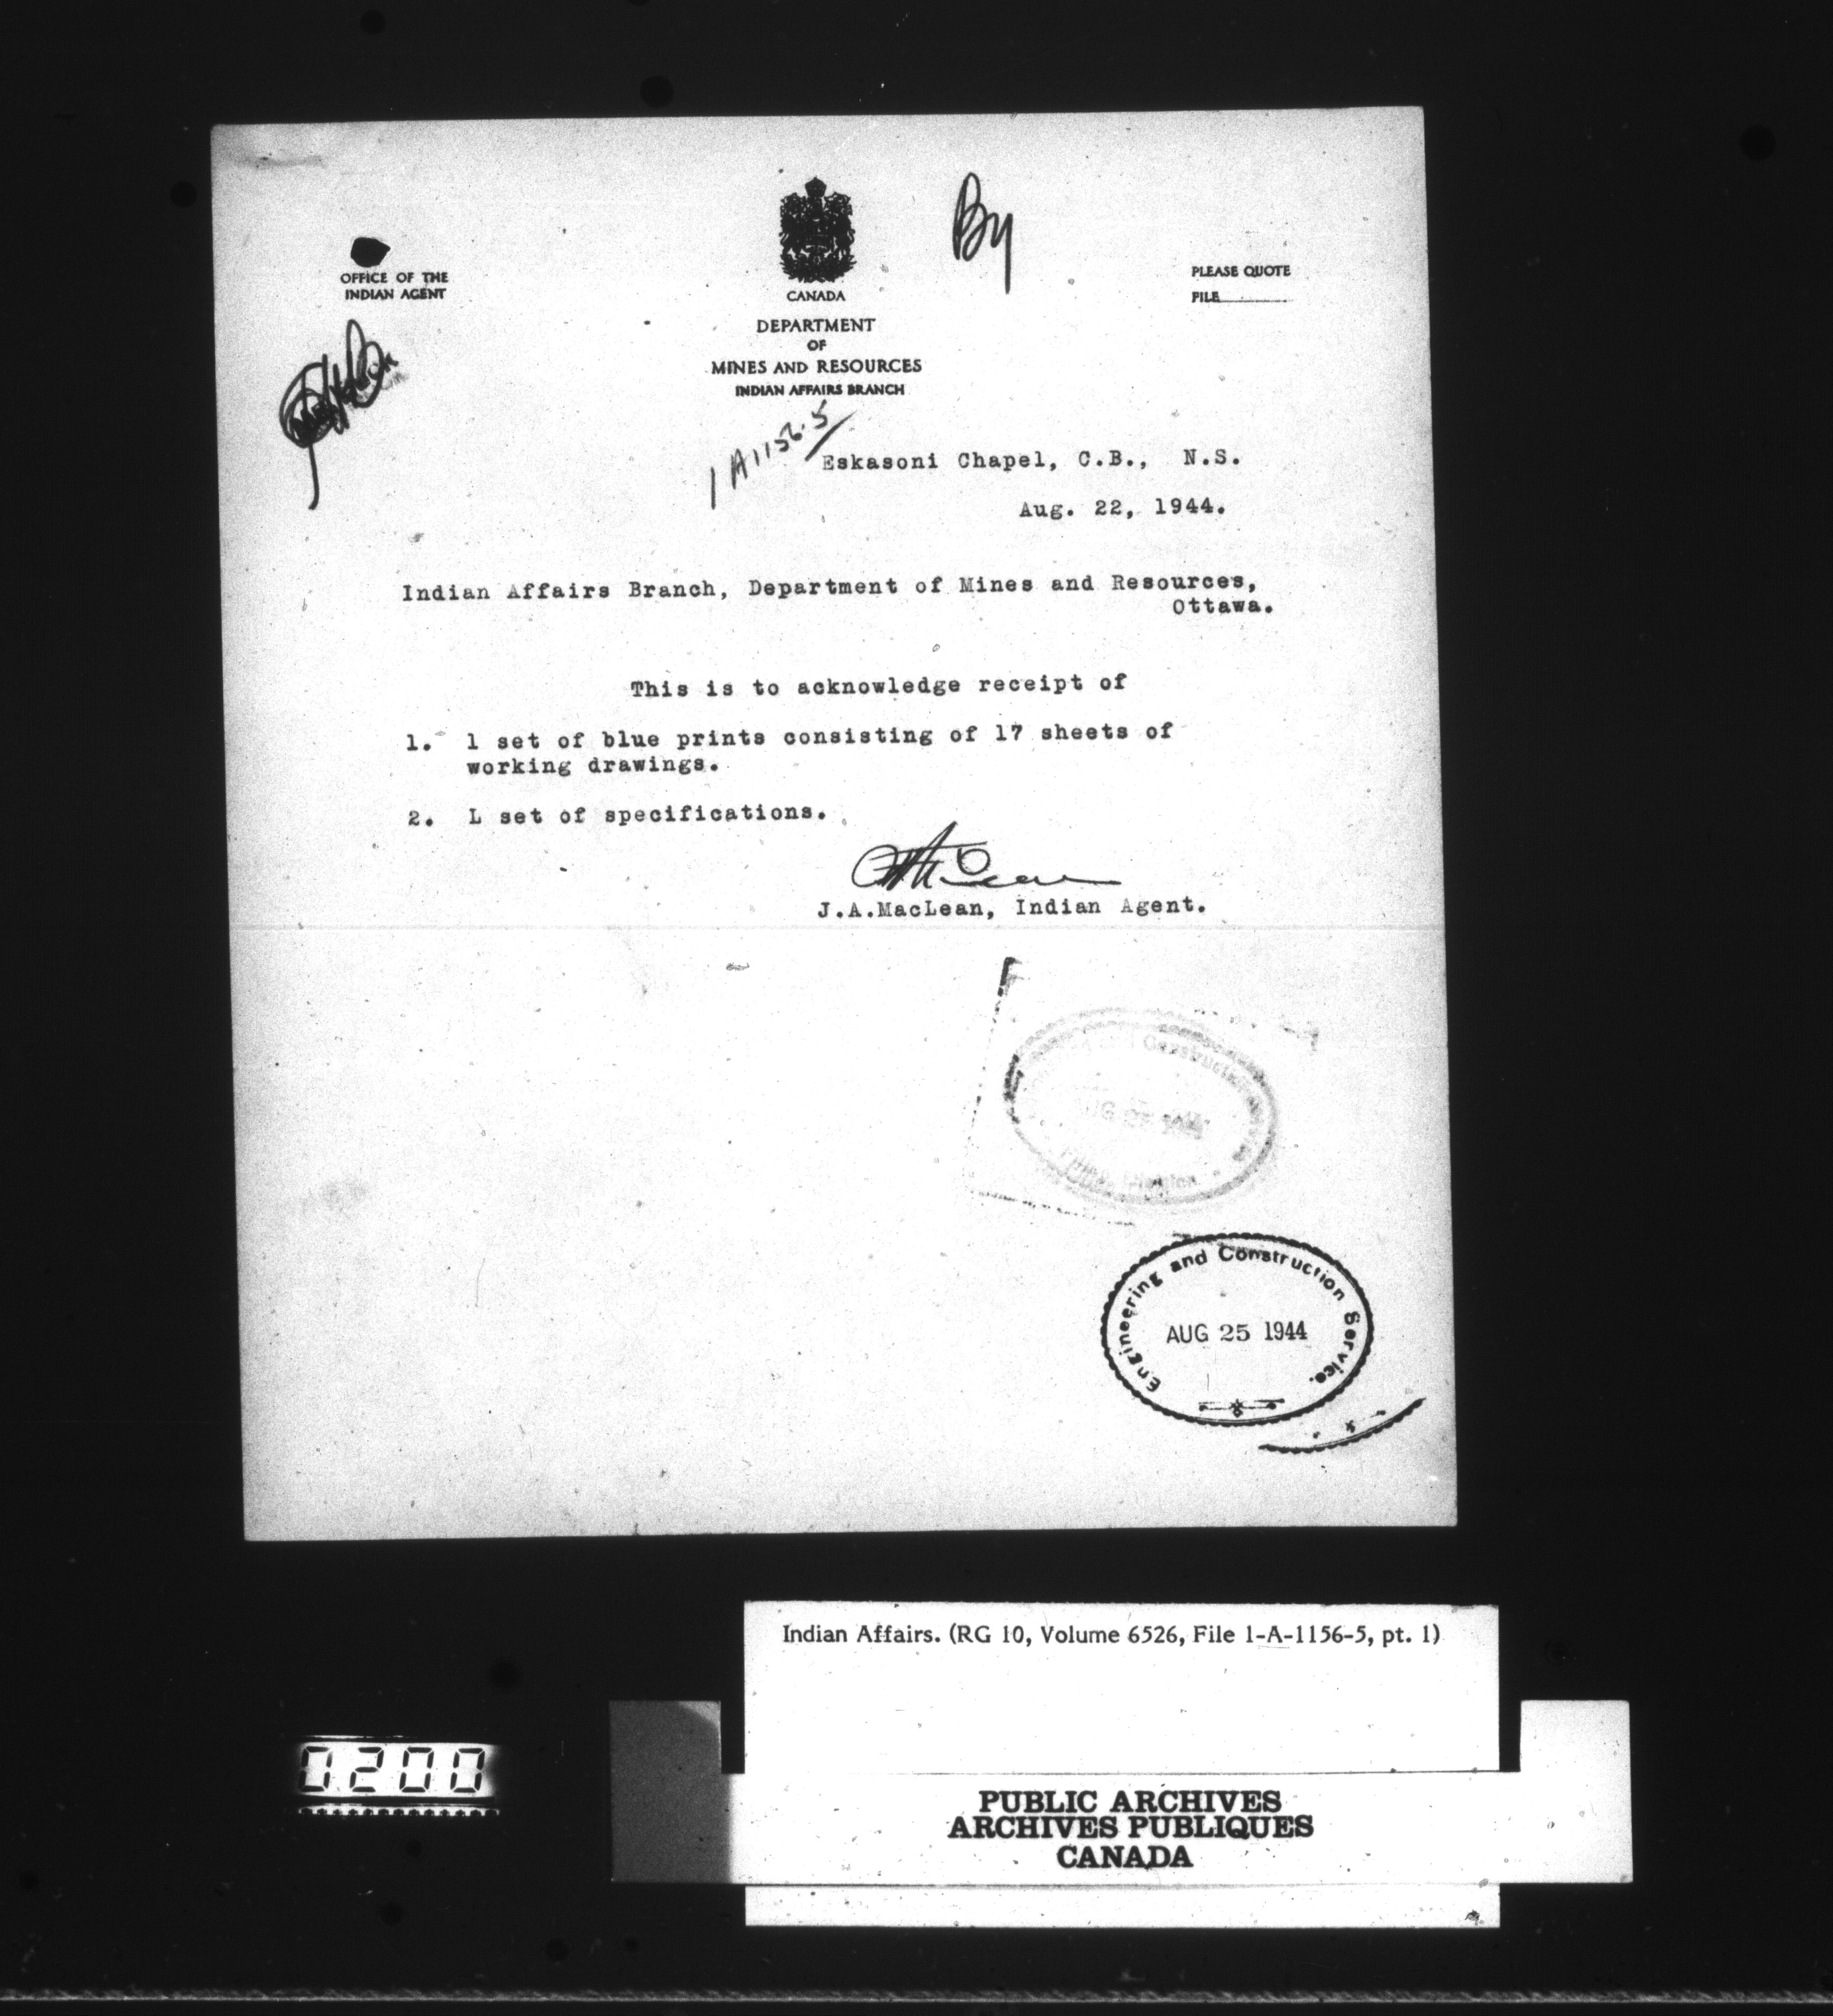 By
OFFICE OF THE
INDIAN AGENT
PLEASE QUOTE
FILE
CANADA
DEPARTMENT
OF
MINES AND RESOURCES
INDIAN AFFAIRS BRANCH
1 A 1156-5
Eskasoni Chapel, C.B., N.S.
Aug. 22, 1944.
Indian Affairs Branch, Department of Mines and Resources,
Ottawa.
This is to acknowledge receipt of
1. 1 set of blue prints consisting of 17 sheets of
working drawings.
2. L set of specifications.
J.A.MacLean, Indian Agent.
Construction
Engineering and Construction Service.
AUG 25 1944
Indian Affairs. (RG 10, Volume 6526, File 1-A-1156-5, pt. 1)
0200
PUBLIC ARCHIVES
ARCHIVES PUBLIQUES
CANADA